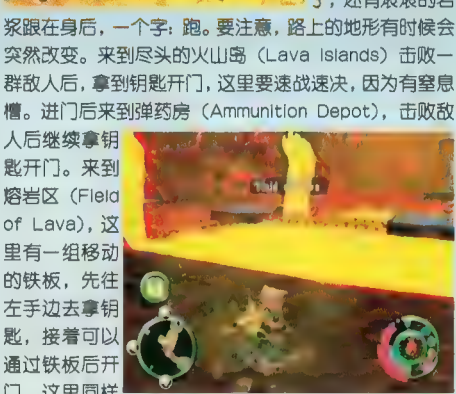 ，还有滚滚的岩
浆跟在身后，一个字：跑。要注意，路上的地形有时候会
突然改变。来到尽头的火山岛（Lava Islands）击败一
群敌人后，拿到钥匙开门，这里要速战速决，因为有窒息
槽。进门后来到弹药房（Ammunition Depot），击败敌
人后继续拿钥
匙开门。来到
熔岩区（Field
of Lava），这
里有一组移动
的铁板，先往
左手边去拿钥
匙，接着可以
通过铁板后开
门，这里同样